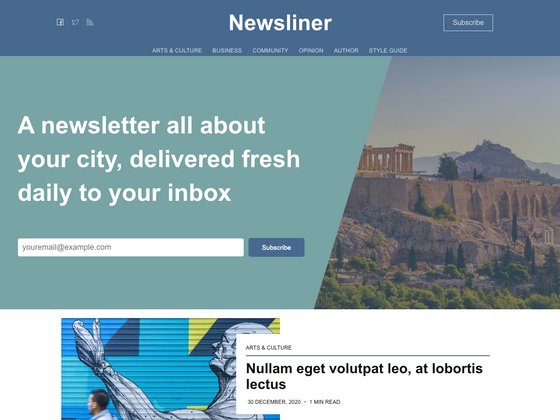 Newsliner
Subscribe
ARTS & CULTURE BUSINESS COMMUNITY OPINION AUTHOR STYLE GUIDE
A newsletter all about
your city, delivered fresh
daily to your inbox
youremail@example.com
Subscribe
ARTS & CULTURE
Nullam eget volutpat leo, at lobortis
lectus
30 DECEMBER, 2020 • 1 MIN READ